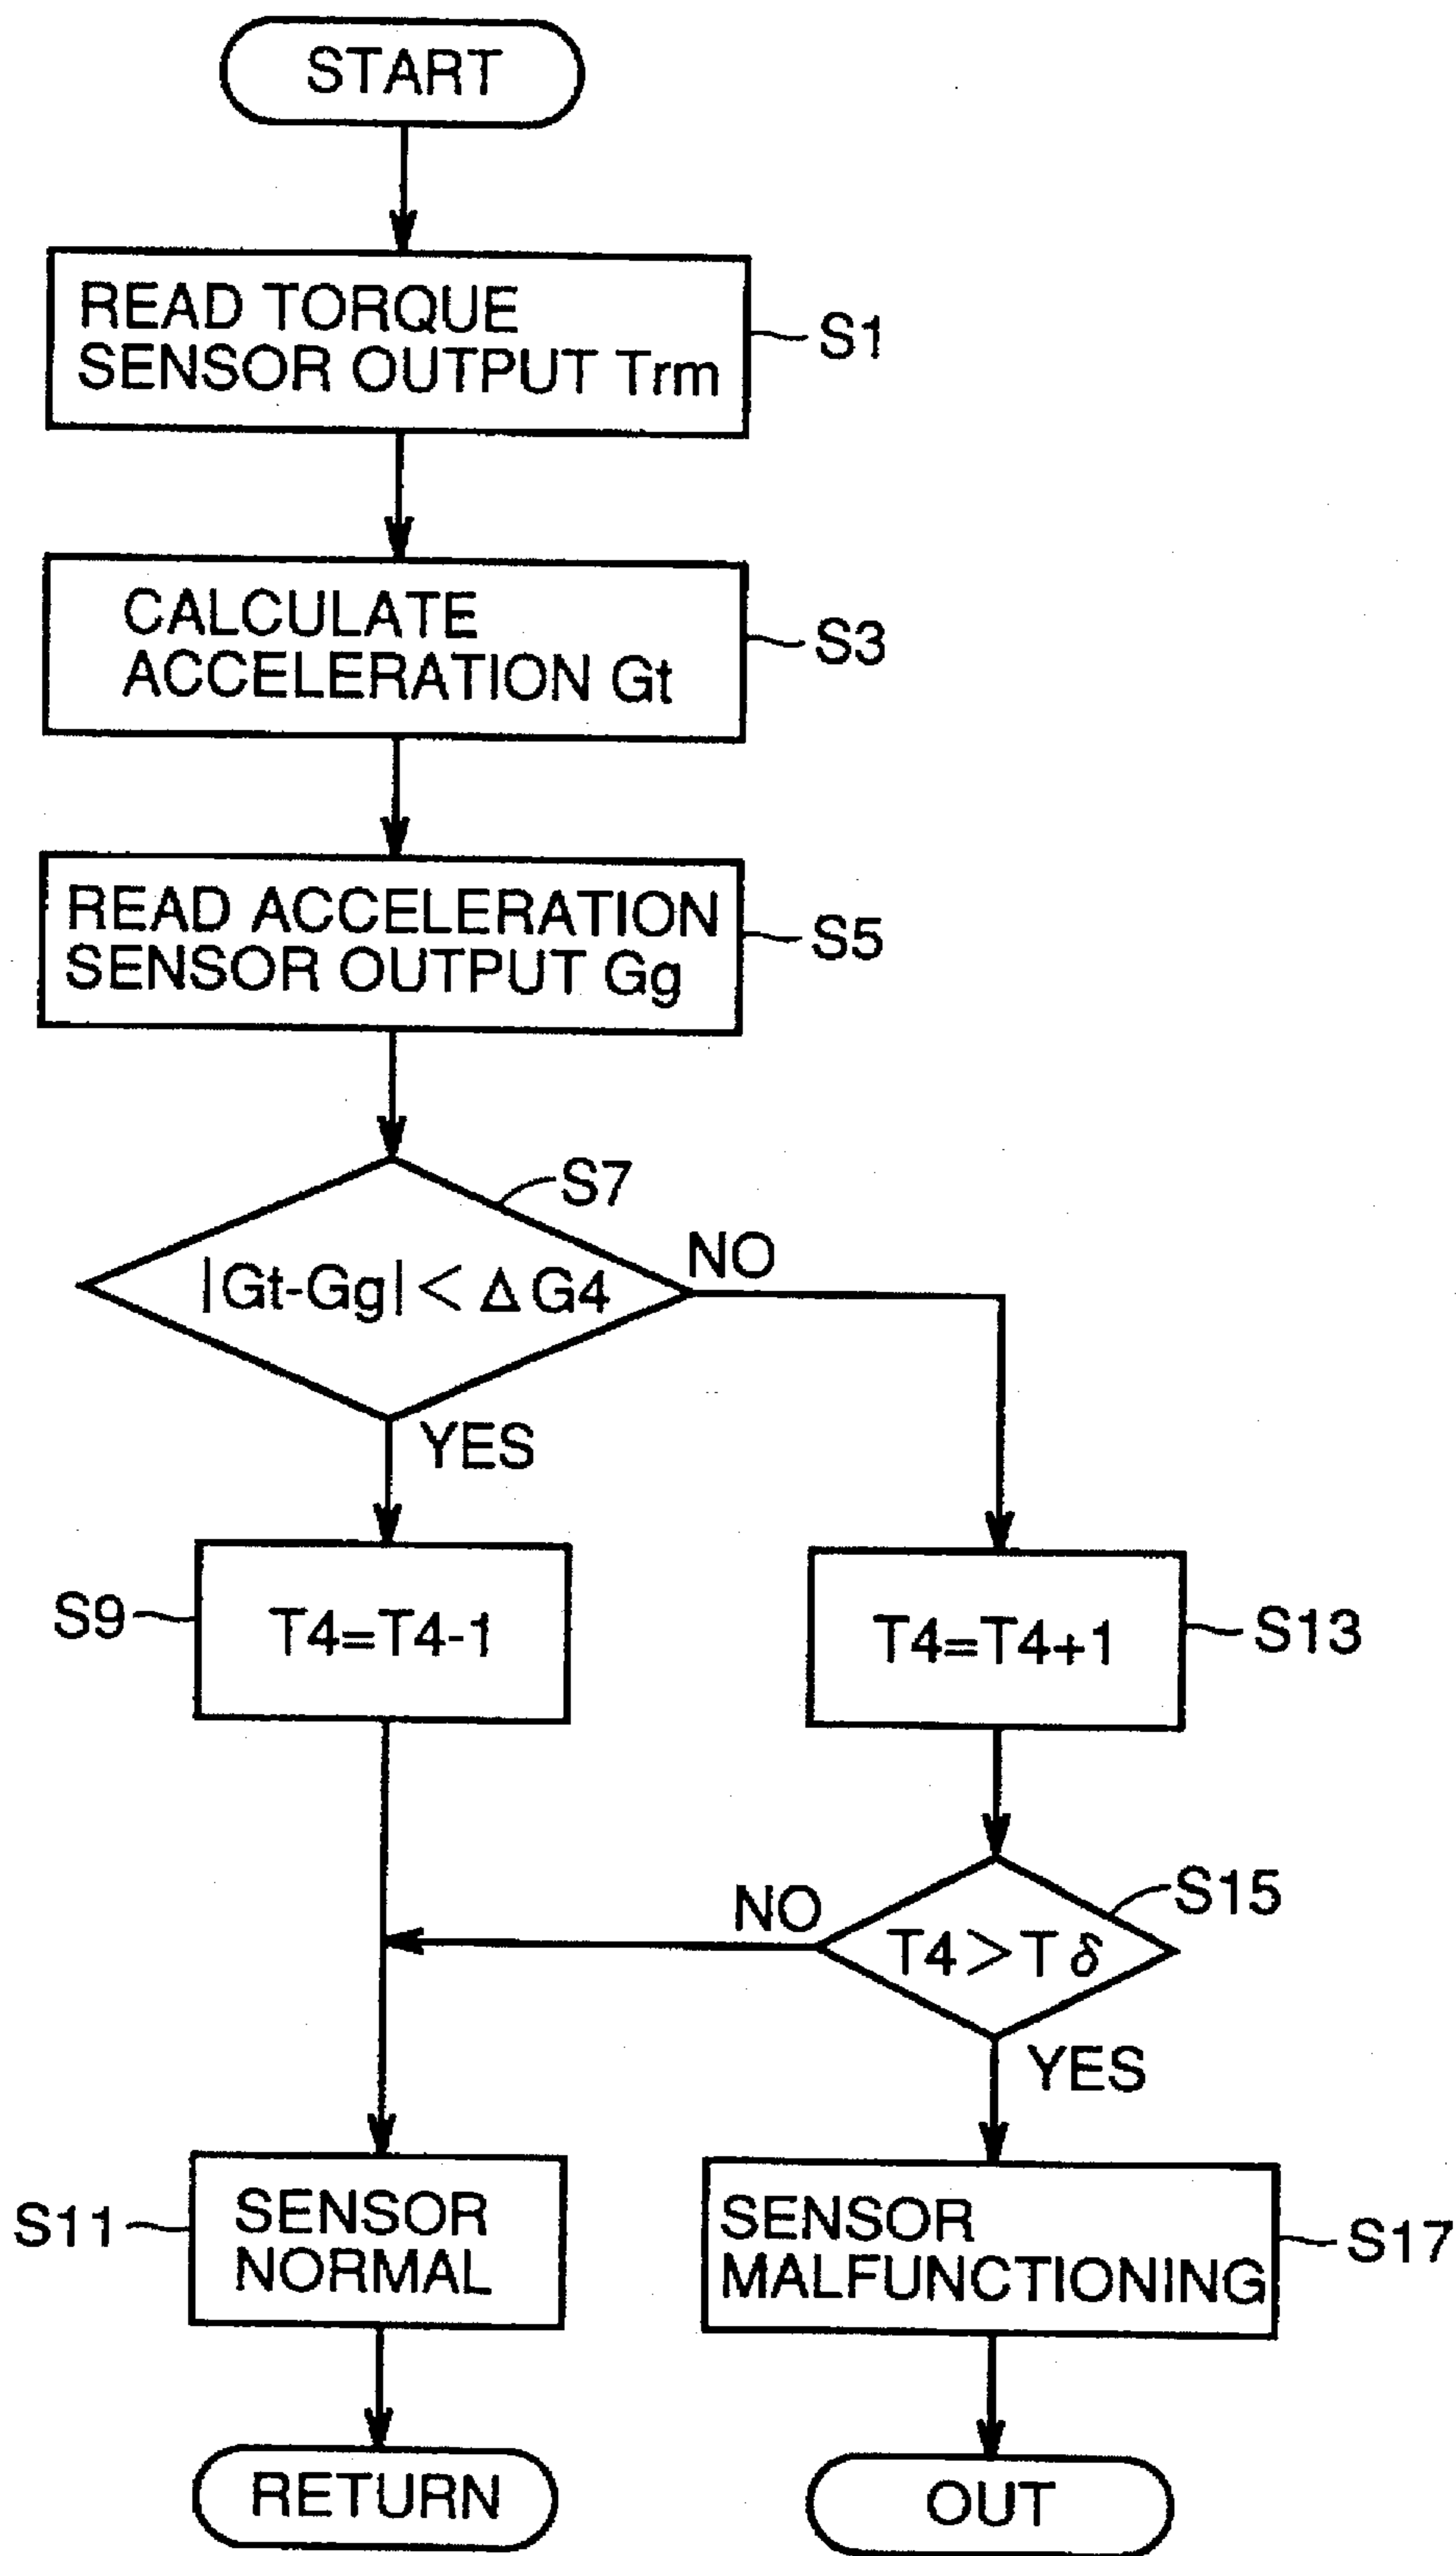 START
READ TORQUE
SENSOR OUTPUT Trm
S1
CALCULATE
ACCELERATION Gt
S3
READ ACCELERATION
SENSOR OUTPUT Gg
S5
S7
|Gt-Gg| < Δ G4
NO
YES
S9
T4=T4-1
T4=T4+1
S13
S15
NO
T4 > T δ
YES
S11
SENSOR
NORMAL
SENSOR
MALFUNCTIONING
S17
RETURN
OUT